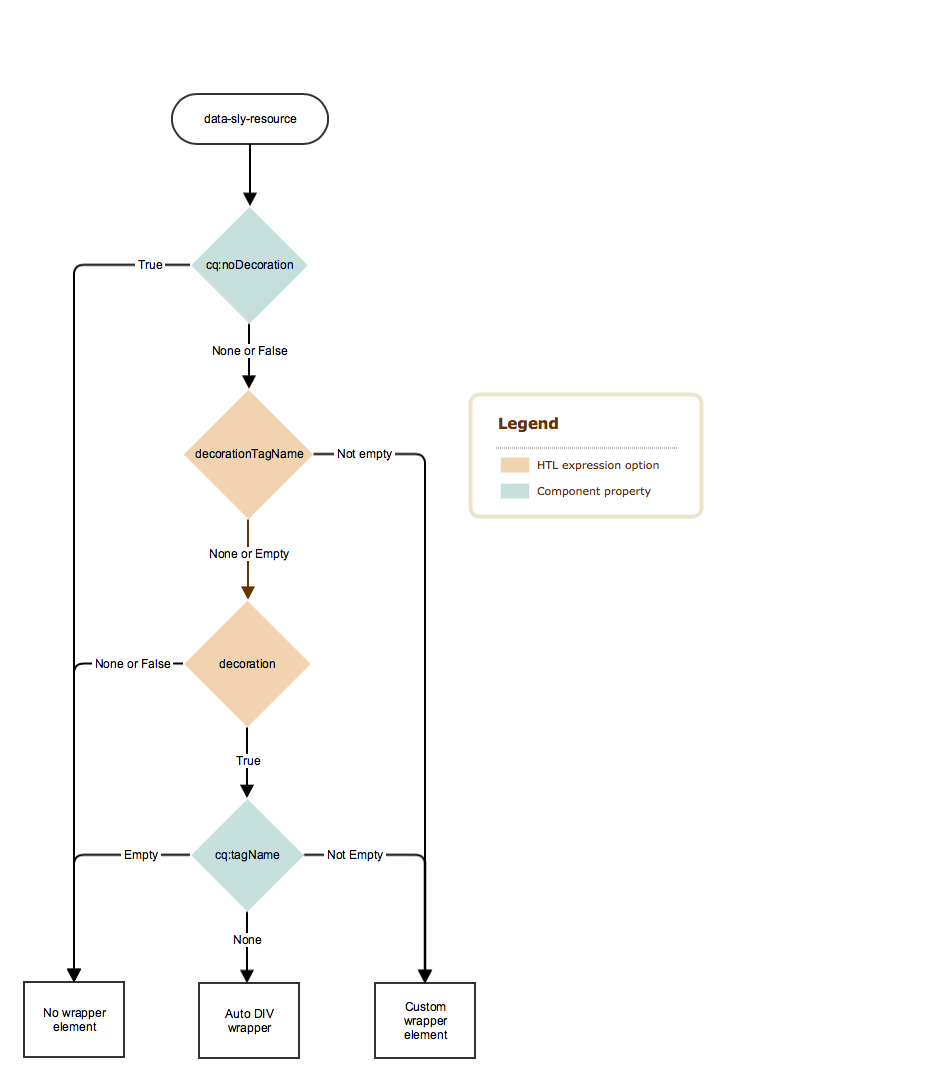 data-sly-resource
True
cq:noDecoration
None or False
decorationTagName
Not empty
Legend
HTL expression option
Component property
None or Empty
None or False
decoration
True
Empty
cq:tagName
Not Empty
None
No wrapper
element
Auto DIV
wrapper
Custom
wrapper
element